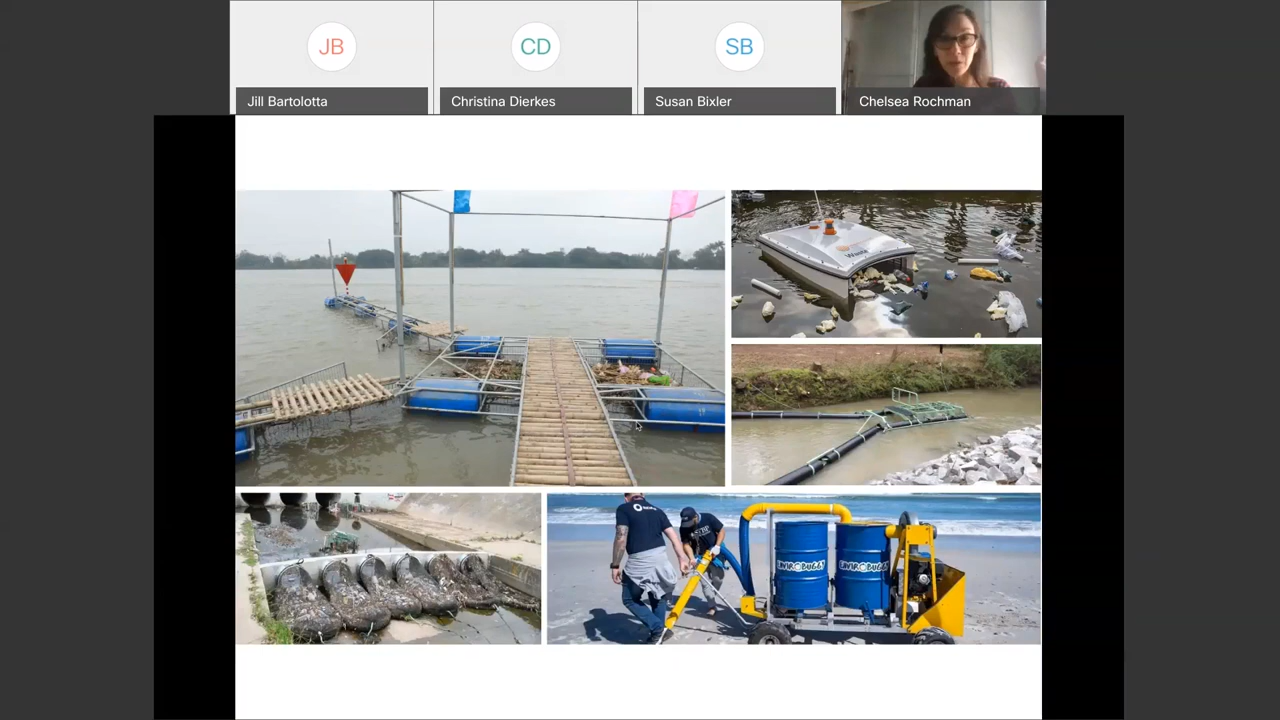 JB
Jill Bartolotta
CD
Christina Dierkes
SB
Susan Bixler
Chelsea Rochman
ENVIROBUGGY
ENVIROBUGGY